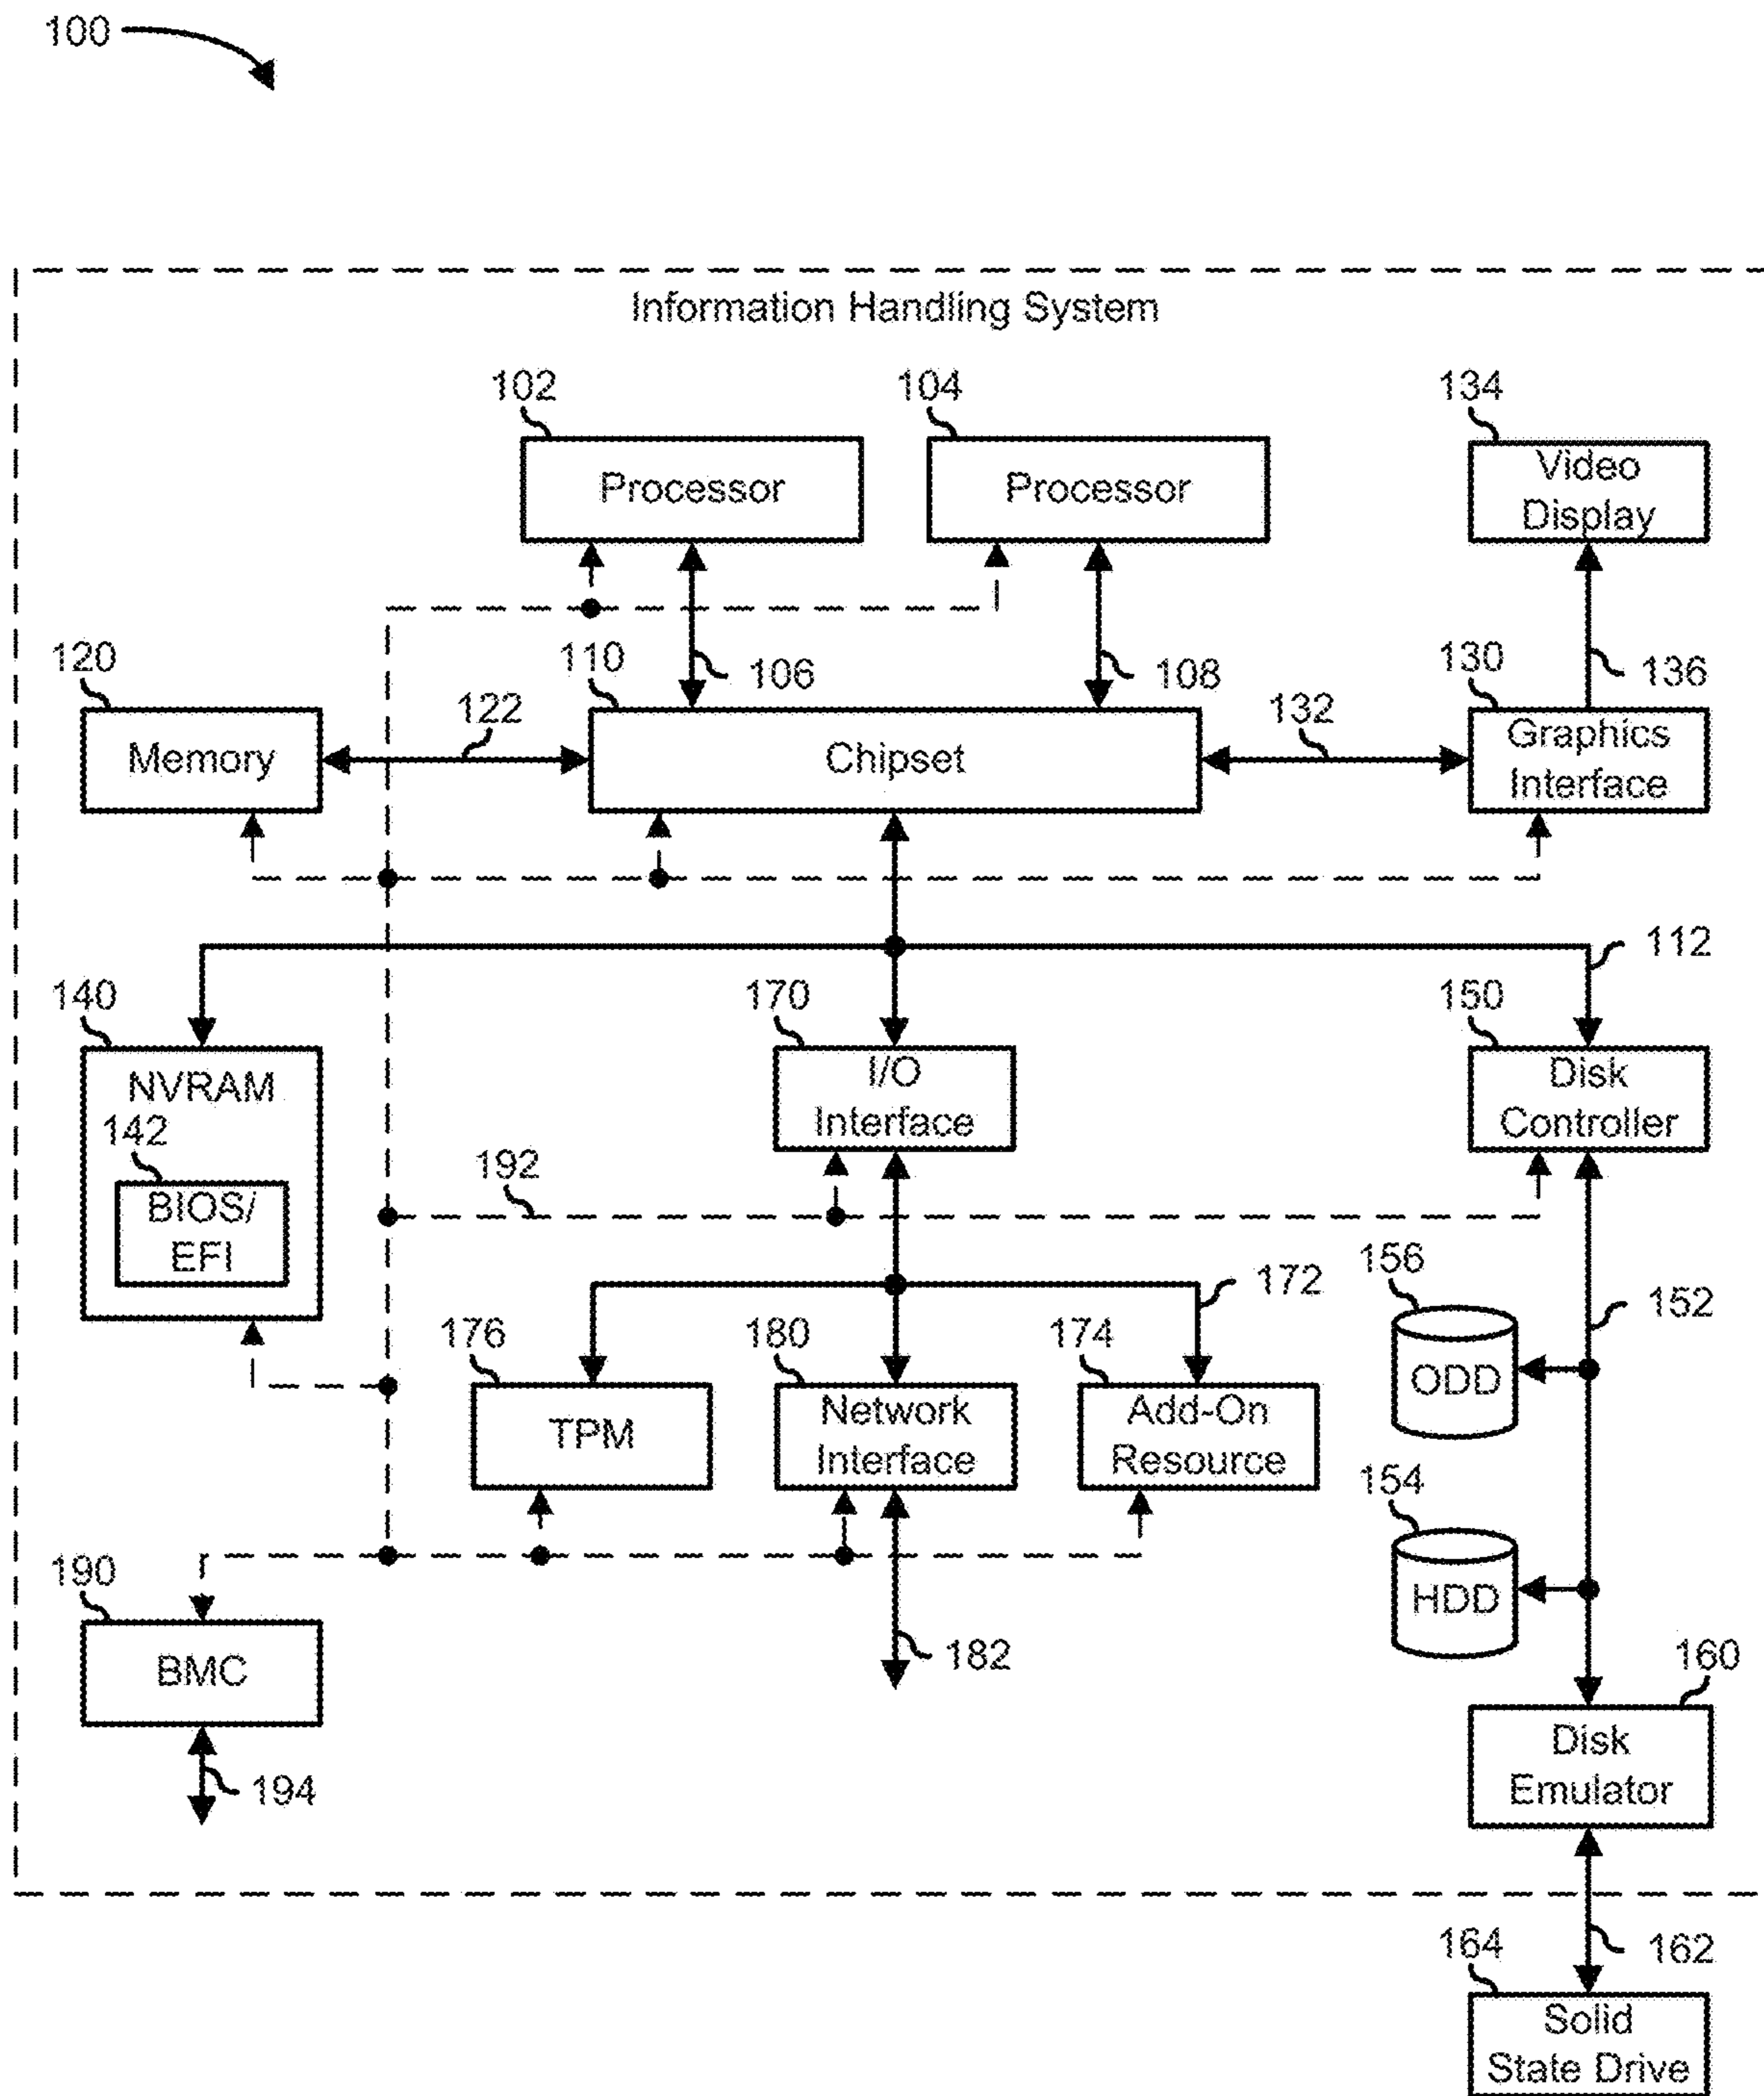 100
Information Handling System
102
104
134
Processor
Processor
Video
Display
120
110
106
108
130
136
122
132
Memory
Chipset
Graphics
Interface
112
140
170
150
NVRAM
I/O
Interface
Disk
Controller
142
BIOS/
EFI
192
156
172
152
176
180
174
ODD
TPM
Network
Interface
Add-On
Resource
154
HDD
190
182
160
BMC
Disk
Emulator
194
164
162
Solid
State Drive